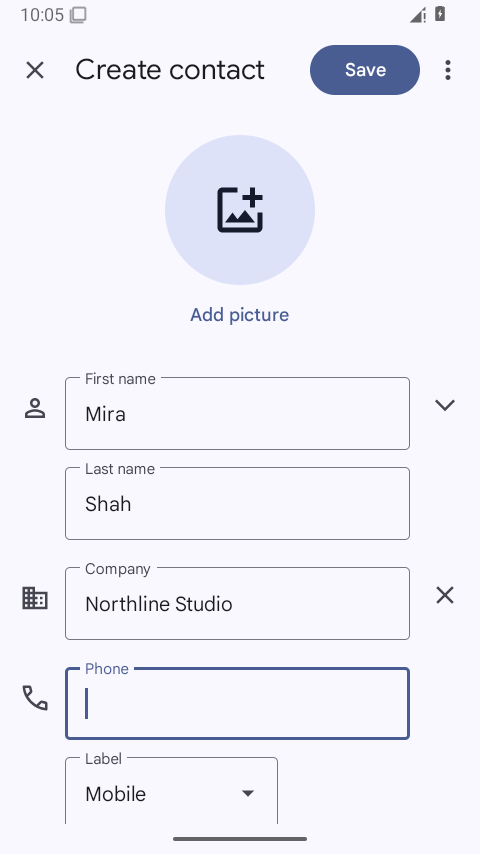 10:05
Create contact
Save
Add picture
First name
Mira
Last name
Shah
Company
Northline Studio
Phone
Label
Mobile